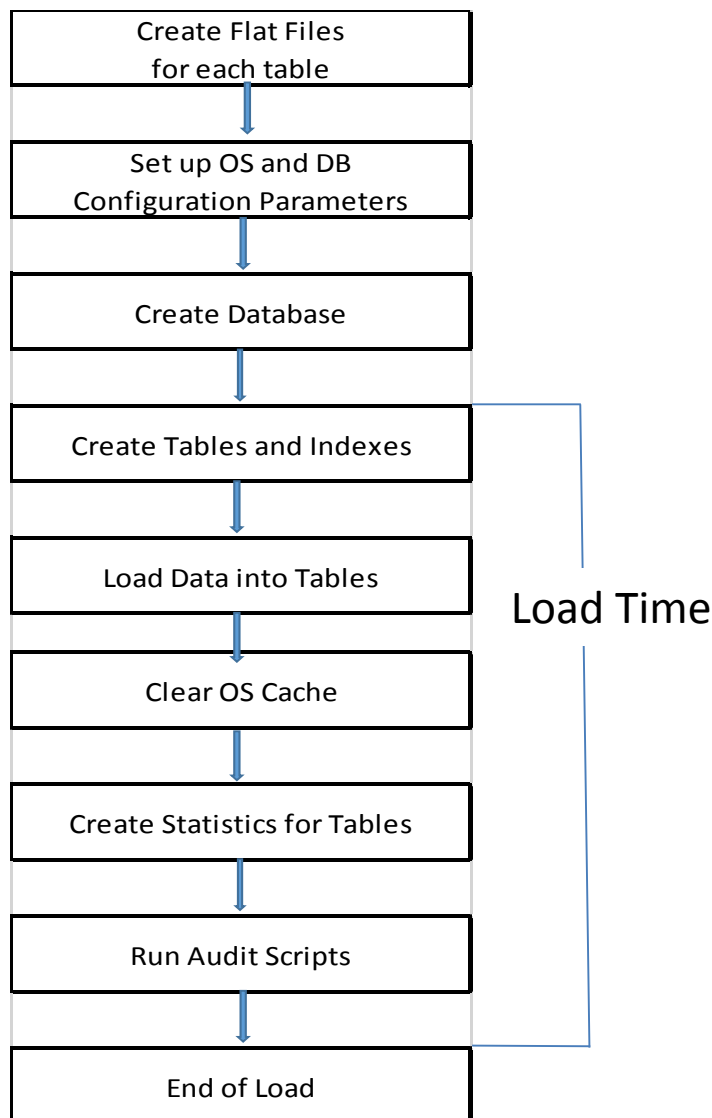 Create Flat Files
for each table
Set up OS and DB
Configuration Parameters
Create Database
Create Tables and Indexes
Load Data into Tables
Load Time
Clear OS Cache
Create Statistics for Tables
Run Audit Scripts
End of Load